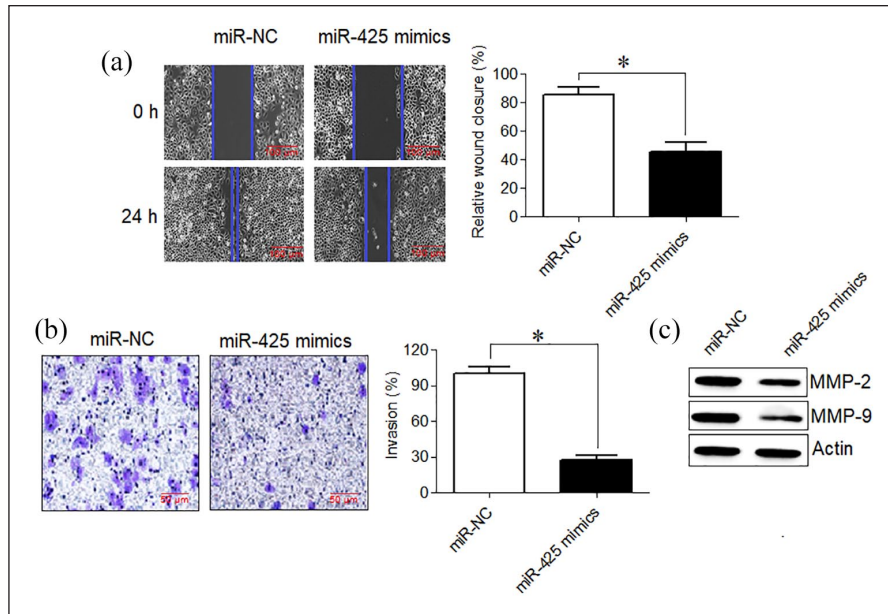 miR-NC miR-425 mimics
(a)
0 h
24 h
Relative wound closure (%)
100
80
60
40
20
0
*
miR-NC
miR-425 mimics
(b)
miR-NC miR-425 mimics
50 µm
Invasion (%)
120
90
60
30
0
*
miR-NC
miR-425 mimics
(c)
miR-NC
miR-425 mimics
MMP-2
MMP-9
Actin